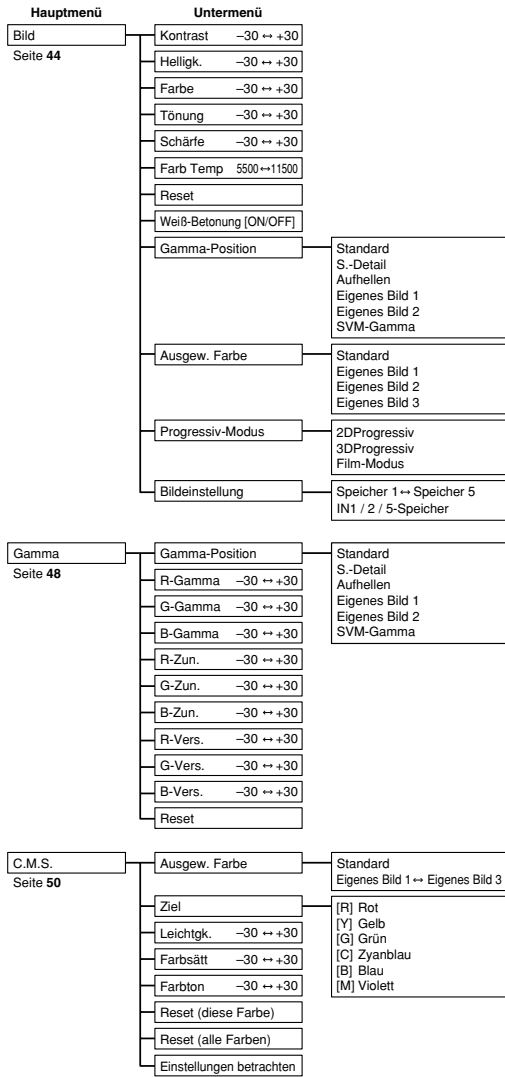 Hauptmenü Untermenü
Bild
Seite 44
Kontrast –30 ↔ +30
Helligk. –30 ↔ +30
Farbe –30 ↔ +30
Tönung –30 ↔ +30
Schärfe –30 ↔ +30
Farb Temp 5500↔11500
Reset
Weiß-Betonung [ON/OFF]
Gamma-Position
Standard
S.-Detail
Aufhellen
Eigenes Bild 1
Eigenes Bild 2
SVM-Gamma
Ausgew. Farbe
Standard
Eigenes Bild 1
Eigenes Bild 2
Eigenes Bild 3
Progressiv-Modus
2DProgressiv
3DProgressiv
Film-Modus
Bildeinstellung
Speicher 1↔ Speicher 5
IN1 / 2 / 5-Speicher
Gamma
Seite 48
Gamma-Position
Standard
S.-Detail
Aufhellen
Eigenes Bild 1
Eigenes Bild 2
SVM-Gamma
R-Gamma –30 ↔ +30
G-Gamma –30 ↔ +30
B-Gamma –30 ↔ +30
R-Zun. –30 ↔ +30
G-Zun. –30 ↔ +30
B-Zun. –30 ↔ +30
R-Vers. –30 ↔ +30
G-Vers. –30 ↔ +30
B-Vers. –30 ↔ +30
Reset
C.M.S.
Seite 50
Ausgew. Farbe
Standard
Eigenes Bild 1↔ Eigenes Bild 3
Ziel
[R] Rot
[Y] Gelb
[G] Grün
[C] Zyanblau
[B] Blau
[M] Violett
Leichtgk. –30 ↔ +30
Farbsätt –30 ↔ +30
Farbton –30 ↔ +30
Reset (diese Farbe)
Reset (alle Farben)
Einstellungen betrachten